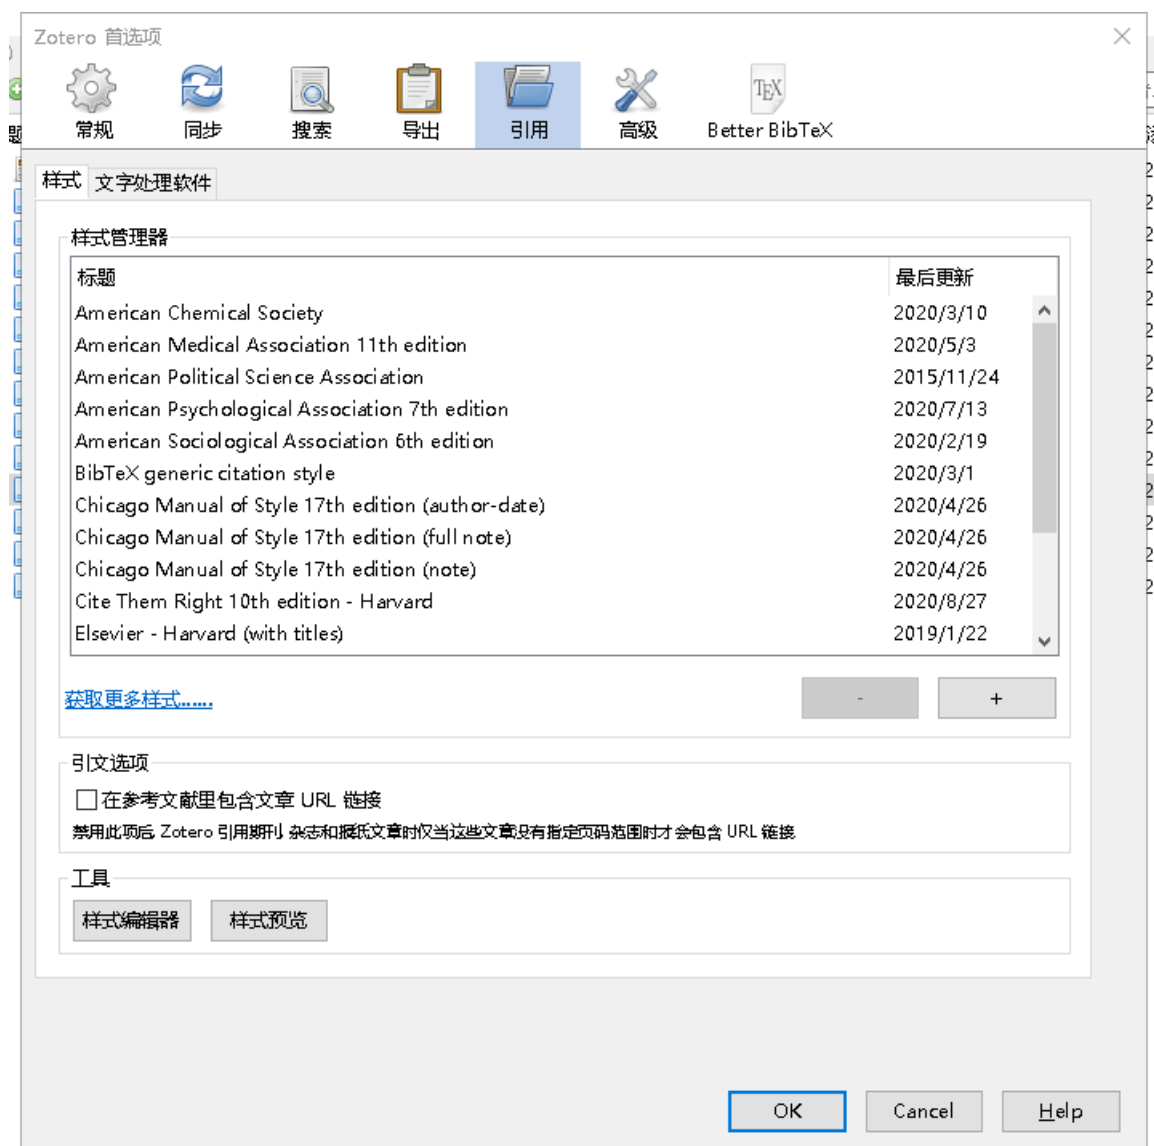 Zotero 首选项
常规 同步 搜索 导出 引用 高级 TEX Better BibTeX
样式 文字处理软件
样式管理器
标题 最后更新
American Chemical Society 2020/3/10
American Medical Association 11th edition 2020/5/3
American Political Science Association 2015/11/24
American Psychological Association 7th edition 2020/7/13
American Sociological Association 6th edition 2020/2/19
BibTeX generic citation style 2020/3/1
Chicago Manual of Style 17th edition (author-date) 2020/4/26
Chicago Manual of Style 17th edition (full note) 2020/4/26
Chicago Manual of Style 17th edition (note) 2020/4/26
Cite Them Right 10th edition - Harvard 2020/8/27
Elsevier - Harvard (with titles) 2019/1/22
获取更多样式…… - +
引文选项
在参考文献里包含文章 URL 链接
禁用此项后, Zotero 引用期刊, 杂志和报纸文章时仅当这些文章没有指定页码范围时才会包含 URL 链接
工具
样式编辑器 样式预览
OK Cancel Help